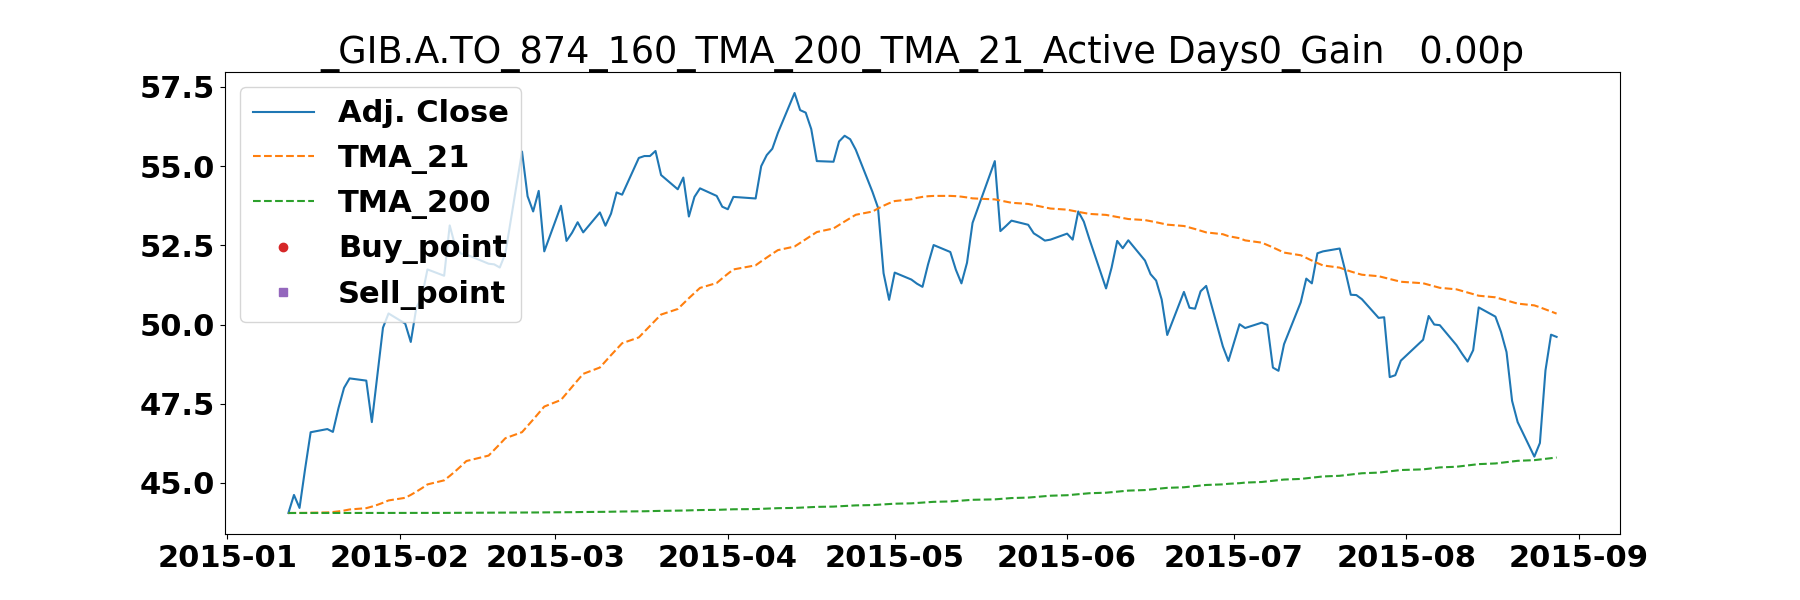 _GIB.A.TO_874_160_TMA_200_TMA_21_Active Days0_Gain   0.00p
57.5
55.0
52.5
50.0
47.5
45.0
Adj. Close
TMA_21
TMA_200
Buy_point
Sell_point
2015-01 2015-02 2015-03 2015-04 2015-05 2015-06 2015-07 2015-08 2015-09